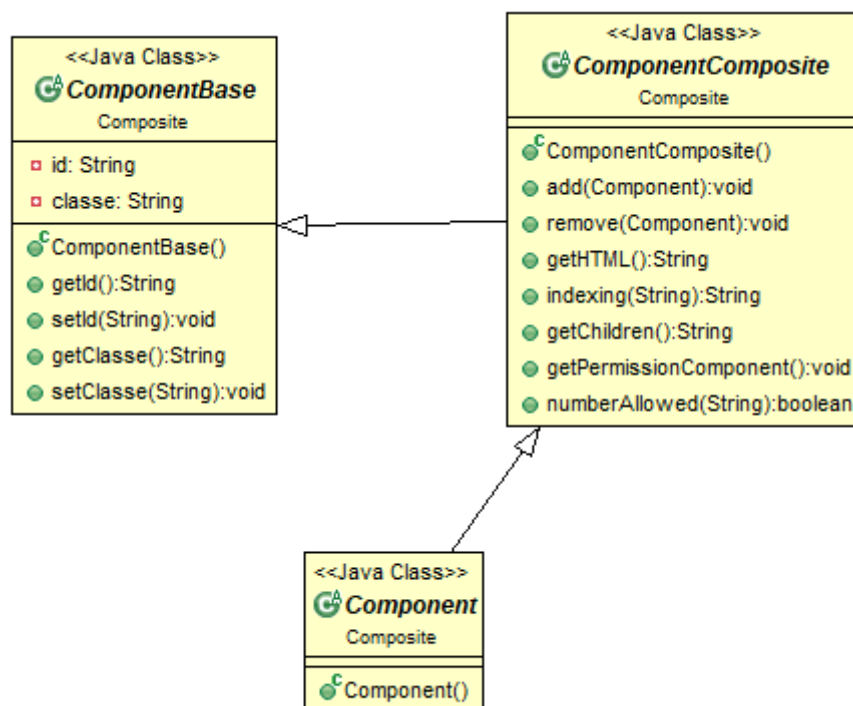 <<Java Class>>
ComponentBase
Composite
id: String
classe: String
ComponentBase()
getId():String
setId(String):void
getClasse():String
setClasse(String):void
<<Java Class>>
ComponentComposite
Composite
ComponentComposite()
add(Component):void
remove(Component):void
getHTML():String
indexing(String):String
getChildren():String
getPermissionComponent():void
numberAllowed(String):boolean
<<Java Class>>
Component
Composite
Component()